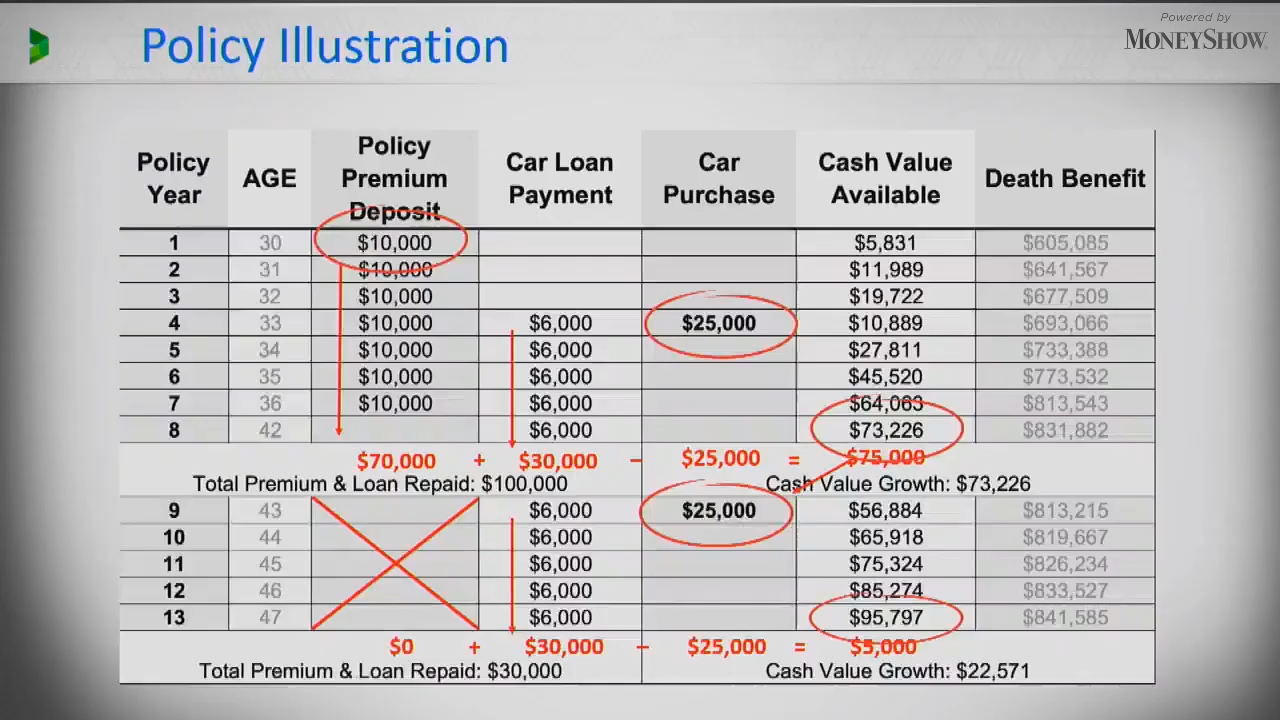 Powered by
MONEYSHOW
Policy Illustration
Policy Year | AGE | Policy Premium Deposit | Car Loan Payment | Car Purchase | Cash Value Available | Death Benefit
1 | 30 | $10,000 | | | $5,831 | $605,085
2 | 31 | $10,000 | | | $11,989 | $641,567
3 | 32 | $10,000 | | | $19,722 | $677,509
4 | 33 | $10,000 | $6,000 | $25,000 | $10,889 | $693,066
5 | 34 | $10,000 | $6,000 | | $27,811 | $733,388
6 | 35 | $10,000 | $6,000 | | $45,520 | $773,532
7 | 36 | $10,000 | $6,000 | | $64,063 | $813,543
8 | 42 | | $6,000 | | $73,226 | $831,882
$70,000 + $30,000 – $25,000 = $75,000
Total Premium & Loan Repaid: $100,000 | Cash Value Growth: $73,226
9 | 43 | | $6,000 | $25,000 | $56,884 | $813,215
10 | 44 | | $6,000 | | $65,918 | $819,667
11 | 45 | | $6,000 | | $75,324 | $826,234
12 | 46 | | $6,000 | | $85,274 | $833,527
13 | 47 | | $6,000 | | $95,797 | $841,585
$0 + $30,000 – $25,000 = $5,000
Total Premium & Loan Repaid: $30,000 | Cash Value Growth: $22,571